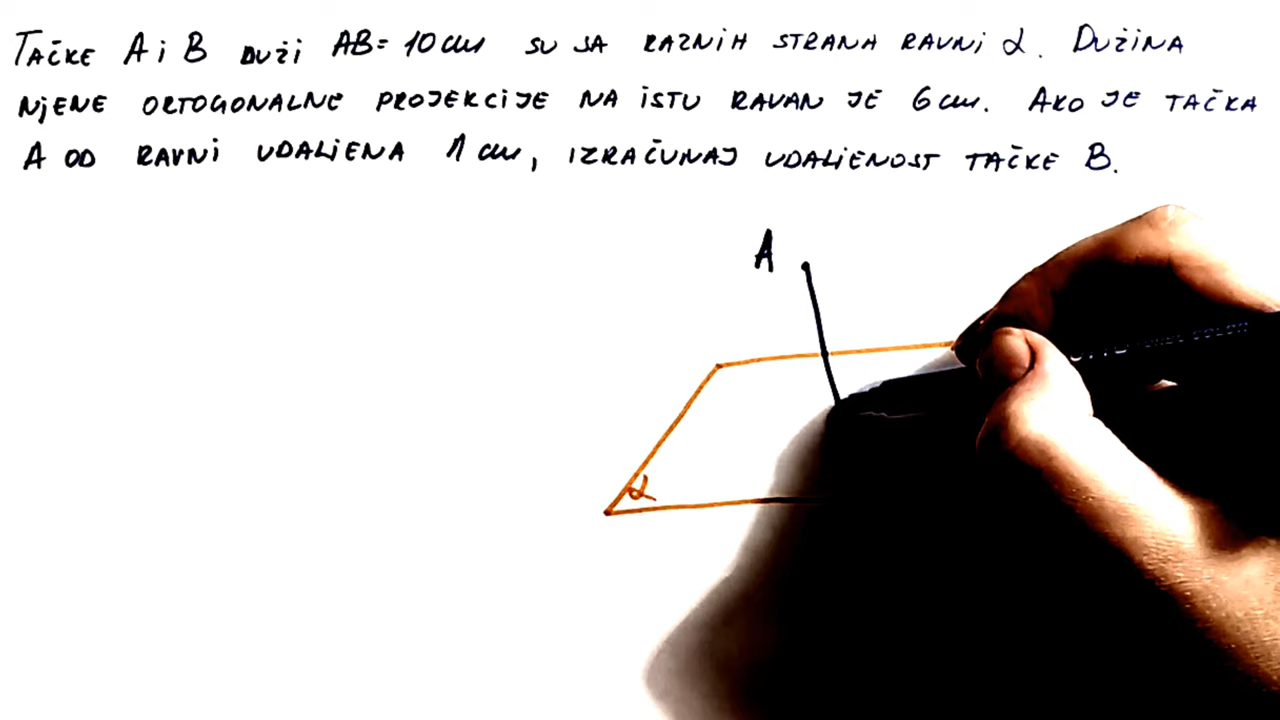 TAČKE A i B DUŽI AB = 10 cm SU SA RAZNIH STRANA RAVNI α. DUŽINA
NJENE ORTOGONALNE PROJEKCIJE NA ISTU RAVAN JE 6 cm. AKO JE TAČKA
A OD RAVNI UDALJENA 1 cm, IZRAČUNAJ UDALJENOST TAČKE B.
A
α